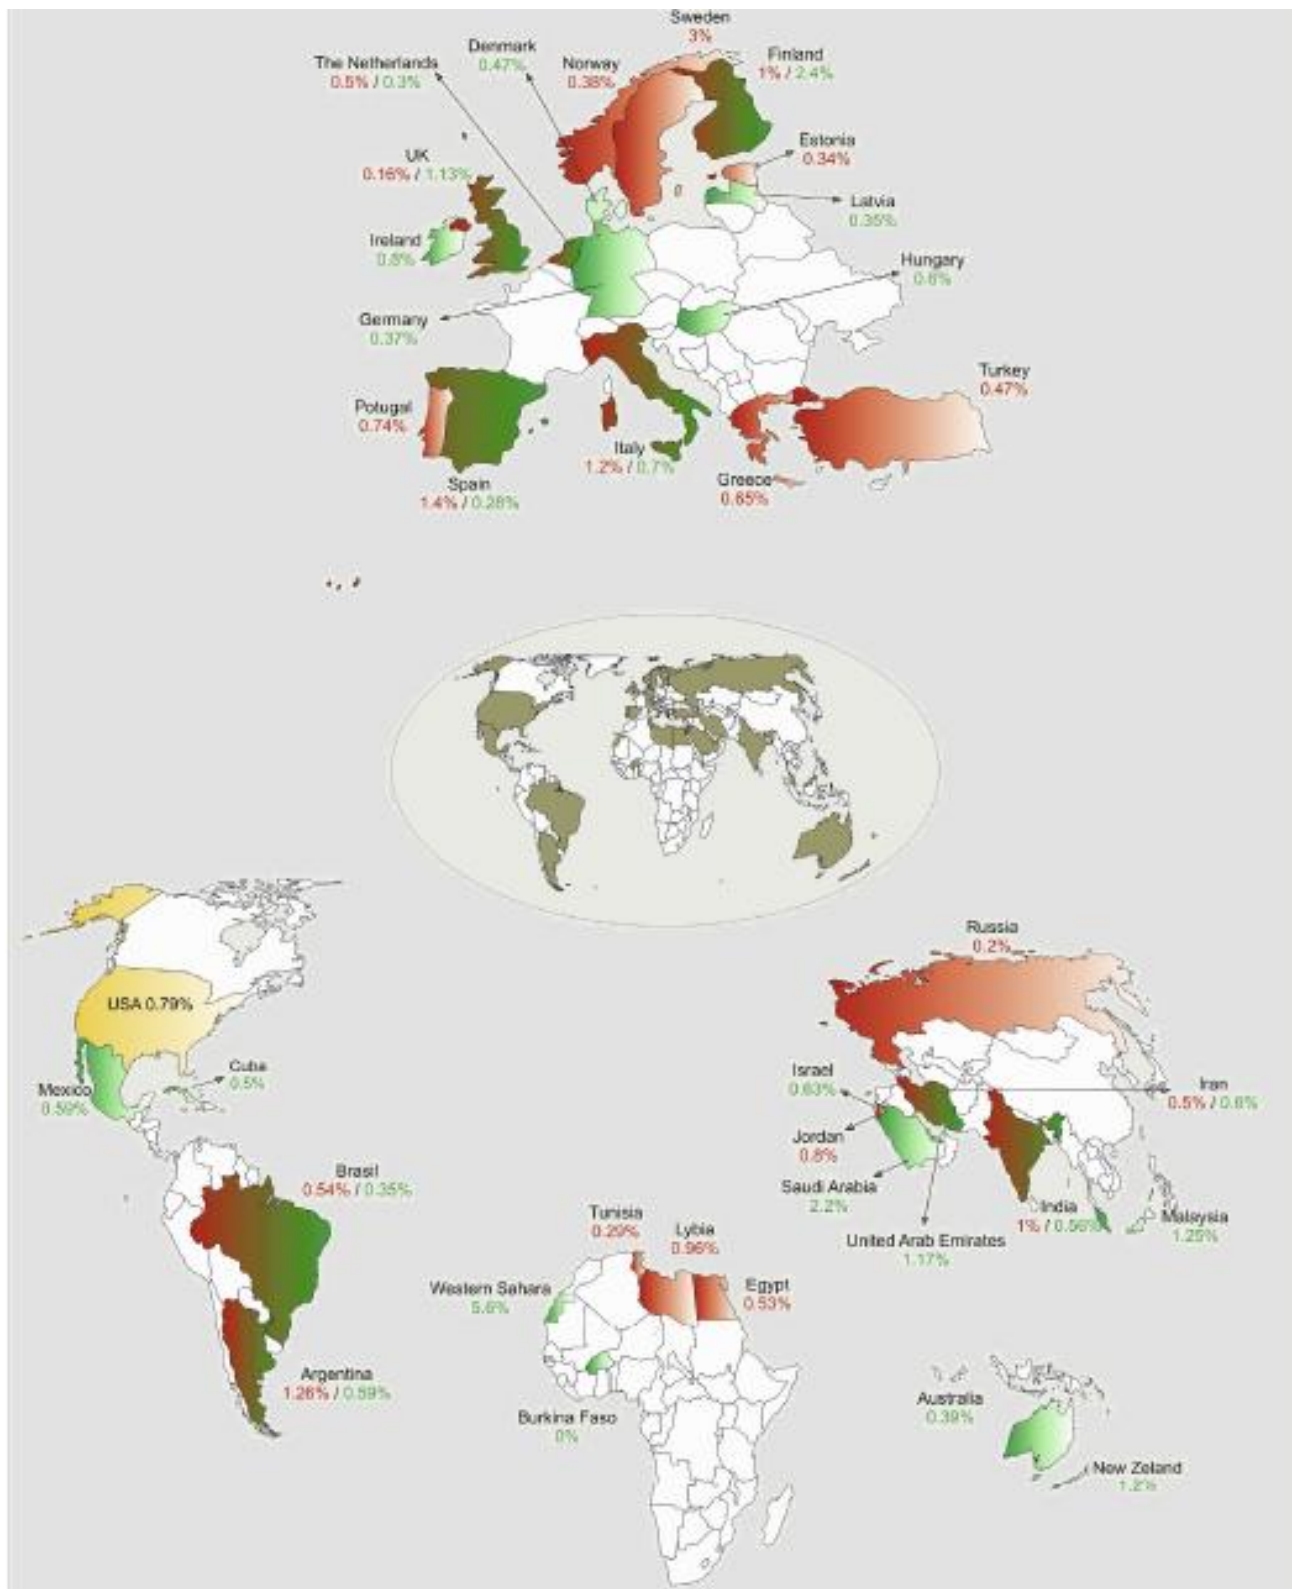 Sweden
3%
Denmark
0.47%
Finland
1% / 2.4%
The Netherlands
0.5% / 0.3%
Norway
0.38%
Estonia
0.34%
UK
0.16% / 1.13%
Latvia
0.35%
Ireland
0.8%
Hungary
0.6%
Germany
0.37%
Turkey
0.47%
Potugal
0.74%
Italy
1.2% / 0.7%
Greece
0.65%
Spain
1.4% / 0.28%
Russia
0.2%
USA 0.79%
Cuba
0.5%
Mexico
0.59%
Israel
0.63%
Iran
0.5% / 0.6%
Jordan
0.8%
Saudi Arabia
2.2%
India
1% / 0.56%
Malaysia
1.25%
United Arab Emirates
1.17%
Brasil
0.54% / 0.35%
Tunisia
0.29%
Lybia
0.96%
Western Sahara
5.6%
Egypt
0.53%
Argentina
1.26% / 0.59%
Burkina Faso
0%
Australia
0.39%
New Zeland
1.2%